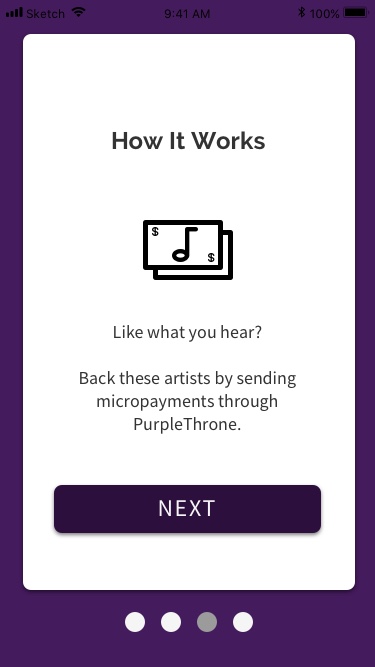 Sketch 9:41 AM 100%
How It Works
$
$
Like what you hear?
Back these artists by sending
micropayments through
PurpleThrone.
NEXT